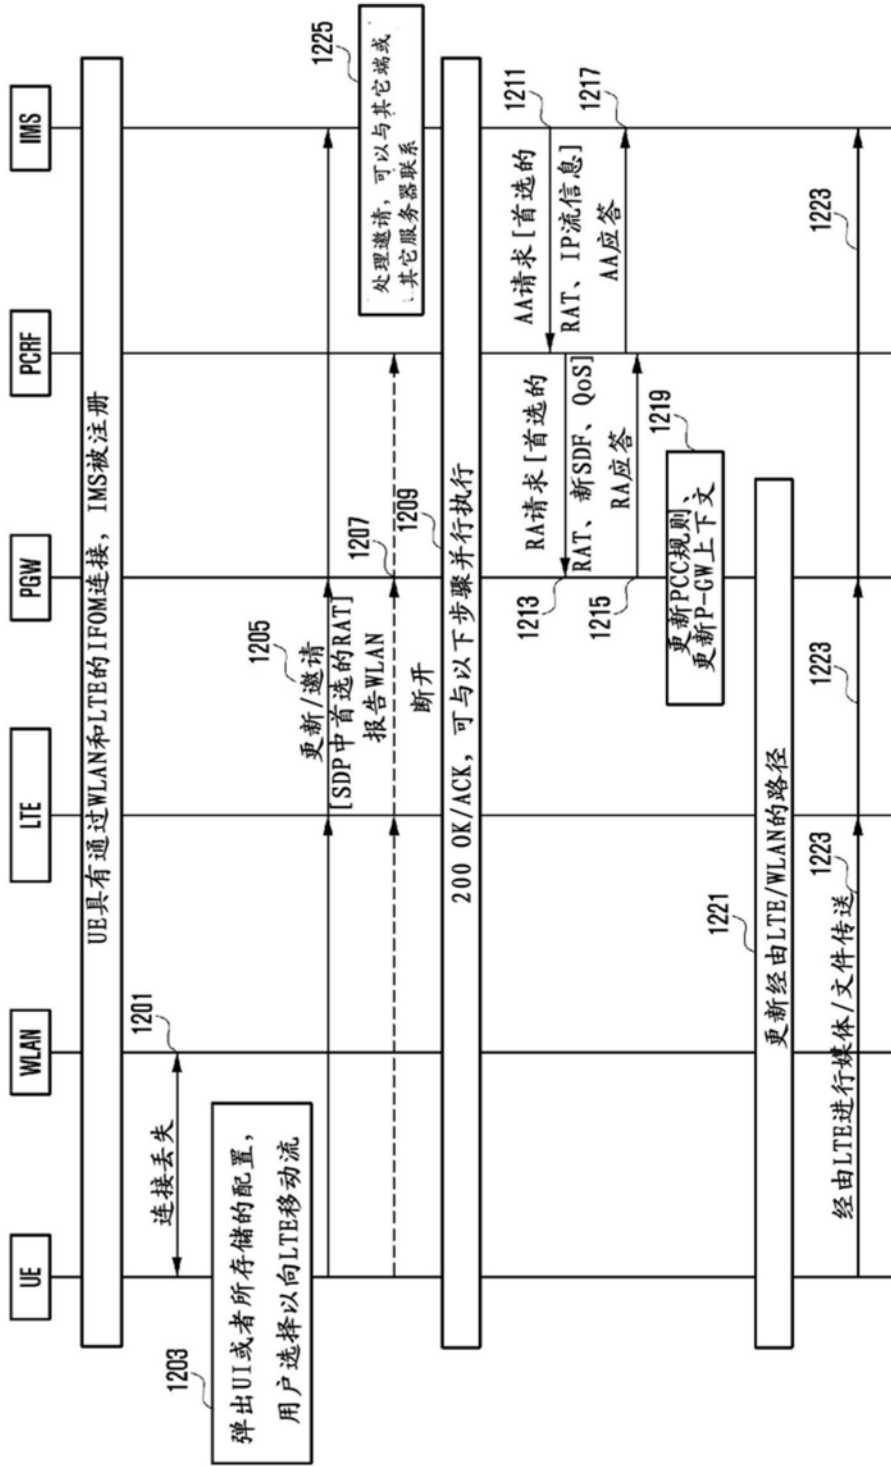 UE
WLAN
LTE
PGW
PCRF
IMS
UE具有通过WLAN和LTE的IFOM连接，IMS被注册
连接丢失
1201
1203
弹出UI或者所存储的配置，
用户选择以向LTE移动流
1205
更新/邀请
[SDP中首选的RAT]
报告WLAN
断开
1207
1225
处理邀请，可以与其它端或
其它服务器联系
1209
200 OK/ACK，可与以下步骤并行执行
1211
AA请求[首选的
RAT、IP流信息]
1213
RA请求[首选的
RAT、新SDF、QoS]
1215
RA应答
1217
AA应答
1219
更新PCC规则、
更新P-GW上下文
1221
更新经由LTE/WLAN的路径
经由LTE进行媒体/文件传送
1223
1223
1223